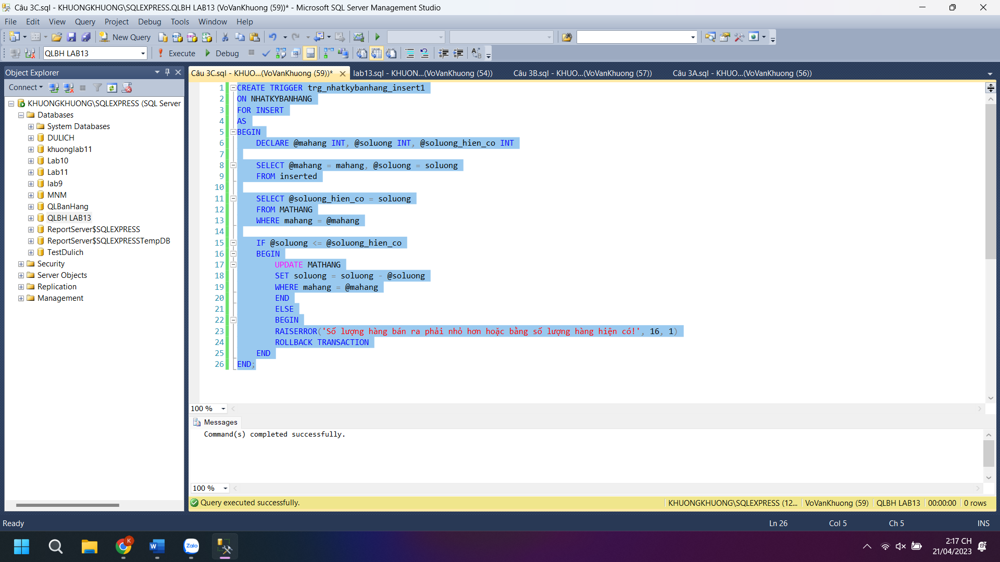 Câu 3C.sql - KHUONGKHUONG\SQLEXPRESS.QLBH LAB13 (VoVanKhuong (59))* - Microsoft SQL Server Management Studio
File Edit View Query Project Debug Tools Window Help
New Query
QLBH LAB13 Execute Debug
Object Explorer
Connect
KHUONGKHUONG\SQLEXPRESS (SQL Server
Databases
System Databases
DULICH
khuonglab11
Lab10
Lab11
lab9
MNM
QLBanHang
QLBH LAB13
ReportServer$SQLEXPRESS
ReportServer$SQLEXPRESSTempDB
TestDulich
Security
Server Objects
Replication
Management
Câu 3C.sql - KHUO...(VoVanKhuong (59))* lab13.sql - KHUON...(VoVanKhuong (54)) Câu 3B.sql - KHUO...(VoVanKhuong (57)) Câu 3A.sql - KHUO...(VoVanKhuong (56))
1 CREATE TRIGGER trg_nhatkybanhang_insert1
2 ON NHATKYBANHANG
3 FOR INSERT
4 AS
5 BEGIN
6 DECLARE @mahang INT, @soluong INT, @soluong_hien_co INT
7
8 SELECT @mahang = mahang, @soluong = soluong
9 FROM inserted
10
11 SELECT @soluong_hien_co = soluong
12 FROM MATHANG
13 WHERE mahang = @mahang
14
15 IF @soluong <= @soluong_hien_co
16 BEGIN
17 UPDATE MATHANG
18 SET soluong = soluong - @soluong
19 WHERE mahang = @mahang
20 END
21 ELSE
22 BEGIN
23 RAISERROR('Số lượng hàng bán ra phải nhỏ hơn hoặc bằng số lượng hàng hiện có!', 16, 1)
24 ROLLBACK TRANSACTION
25 END
26 END;
100 %
Messages
Command(s) completed successfully.
100 %
Query executed successfully. KHUONGKHUONG\SQLEXPRESS (12... VoVanKhuong (59) QLBH LAB13 00:00:00 0 rows
Ready Ln 26 Col 5 Ch 5 INS
K
W
Zalo
2:17 CH
21/04/2023